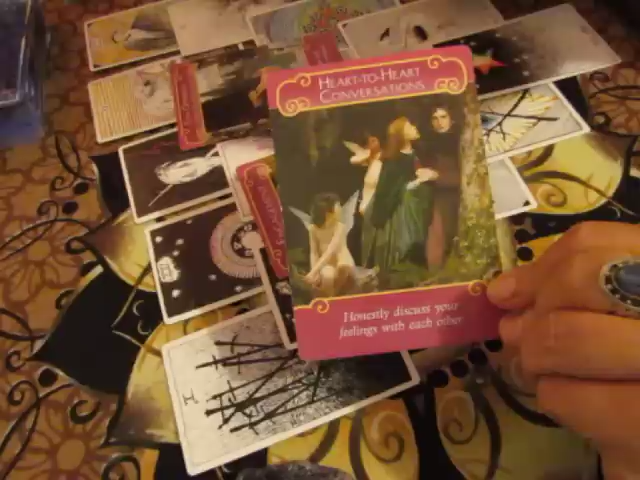 HEART-TO-HEART
CONVERSATIONS
Honestly discuss your
feelings with each other